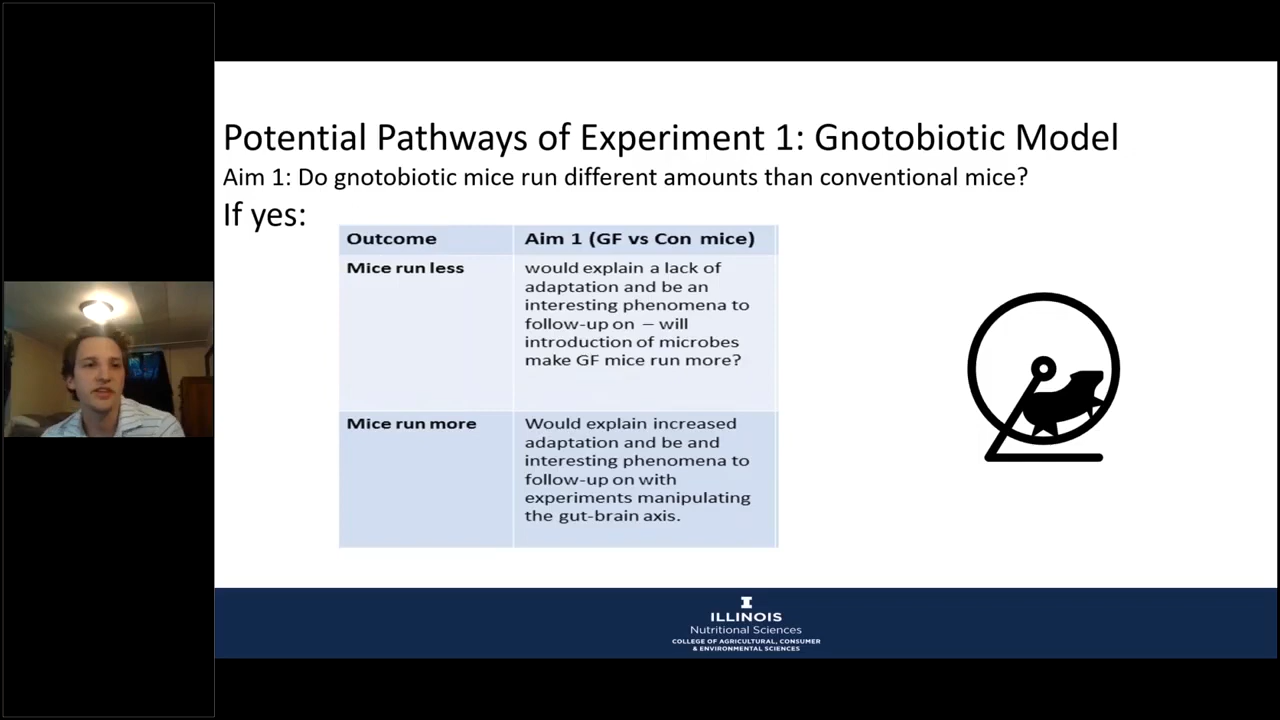 Potential Pathways of Experiment 1: Gnotobiotic Model
Aim 1: Do gnotobiotic mice run different amounts than conventional mice?
If yes:
Outcome
Aim 1 (GF vs Con mice)
Mice run less
would explain a lack of
adaptation and be an
interesting phenomena to
follow-up on – will
introduction of microbes
make GF mice run more?
Mice run more
Would explain increased
adaptation and be and
interesting phenomena to
follow-up on with
experiments manipulating
the gut-brain axis.
I
ILLINOIS
Nutritional Sciences
COLLEGE OF AGRICULTURAL, CONSUMER
& ENVIRONMENTAL SCIENCES